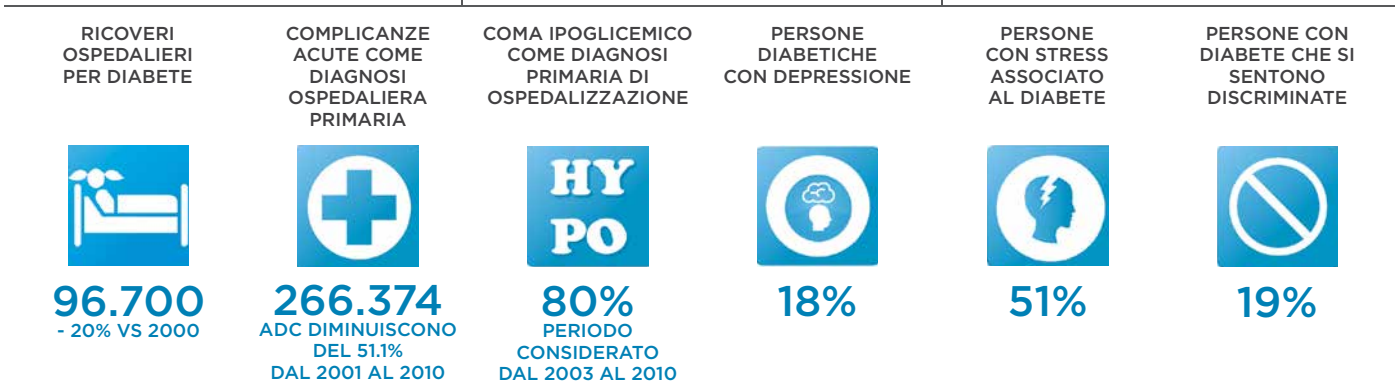 RICOVERI
OSPEDALIERI
PER DIABETE
COMPLICANZE
ACUTE COME
DIAGNOSI
OSPEDALIERA
PRIMARIA
COMA IPOGLICEMICO
COME DIAGNOSI
PRIMARIA DI
OSPEDALIZZAZIONE
PERSONE
DIABETICHE
CON DEPRESSIONE
PERSONE
CON STRESS
ASSOCIATO
AL DIABETE
PERSONE CON
DIABETE CHE SI
SENTONO
DISCRIMINATE
HY
PO
96.700
- 20% VS 2000
266.374
ADC DIMINUISCONO
DEL 51.1%
DAL 2001 AL 2010
80%
PERIODO
CONSIDERATO
DAL 2003 AL 2010
18%
51%
19%